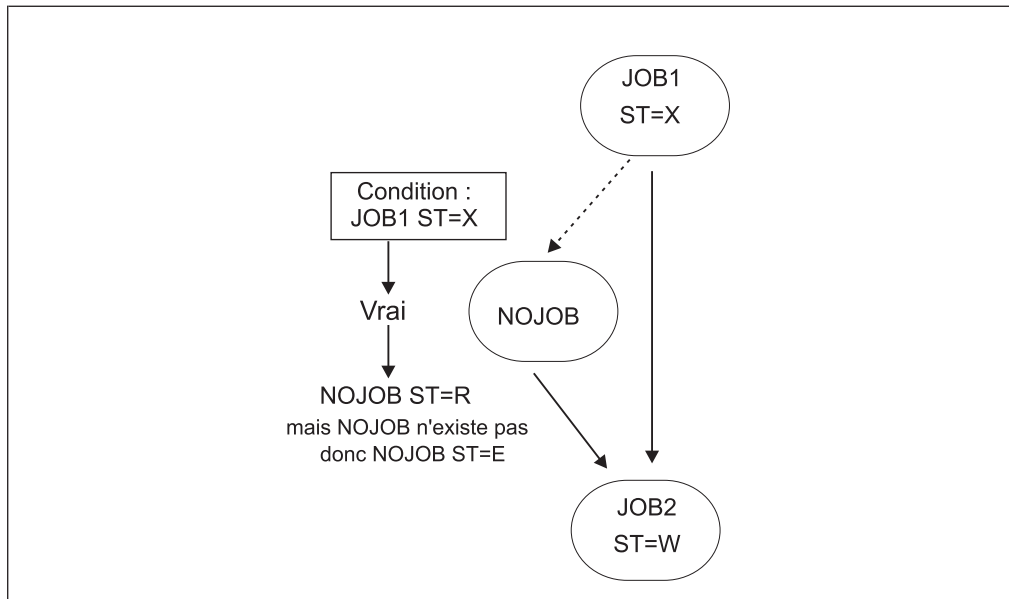 JOB1
ST=X
Condition :
JOB1 ST=X
Vrai
NOJOB
NOJOB ST=R
mais NOJOB n'existe pas
donc NOJOB ST=E
JOB2
ST=W